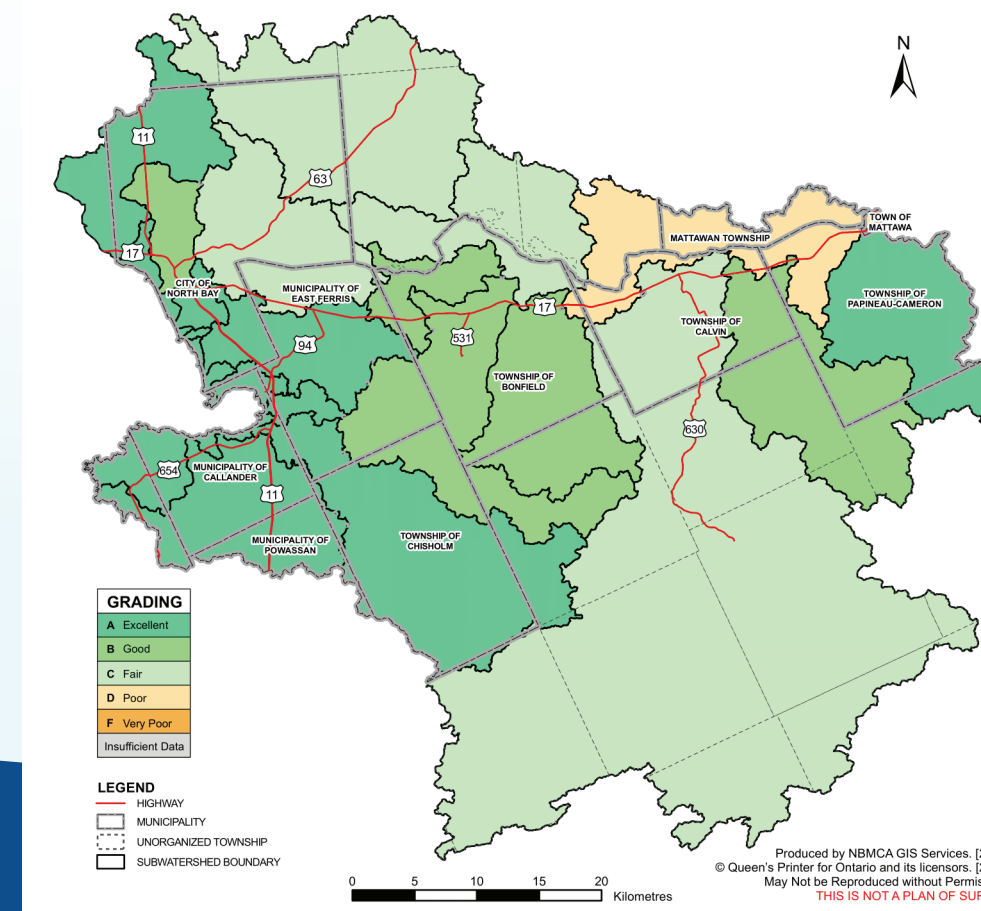 N
11
63
17
TOWN OF
MATTAWA
MATTAWAN TOWNSHIP
CITY OF
NORTH BAY
MUNICIPALITY OF
EAST FERRIS
TOWNSHIP OF
PAPINEAU-CAMERON
17
TOWNSHIP OF
CALVIN
94
531
TOWNSHIP OF
BONFIELD
630
654
MUNICIPALITY OF
CALLANDER
11
MUNICIPALITY OF
POWASSAN
TOWNSHIP OF
CHISHOLM
GRADING
A Excellent
B Good
C Fair
D Poor
F Very Poor
Insufficient Data
LEGEND
HIGHWAY
MUNICIPALITY
UNORGANIZED TOWNSHIP
SUBWATERSHED BOUNDARY
0 5 10 15 20
Kilometres
Produced by NBMCA GIS Services. [
© Queen's Printer for Ontario and its licensors. [
May Not be Reproduced without
THIS IS NOT A PLAN OF